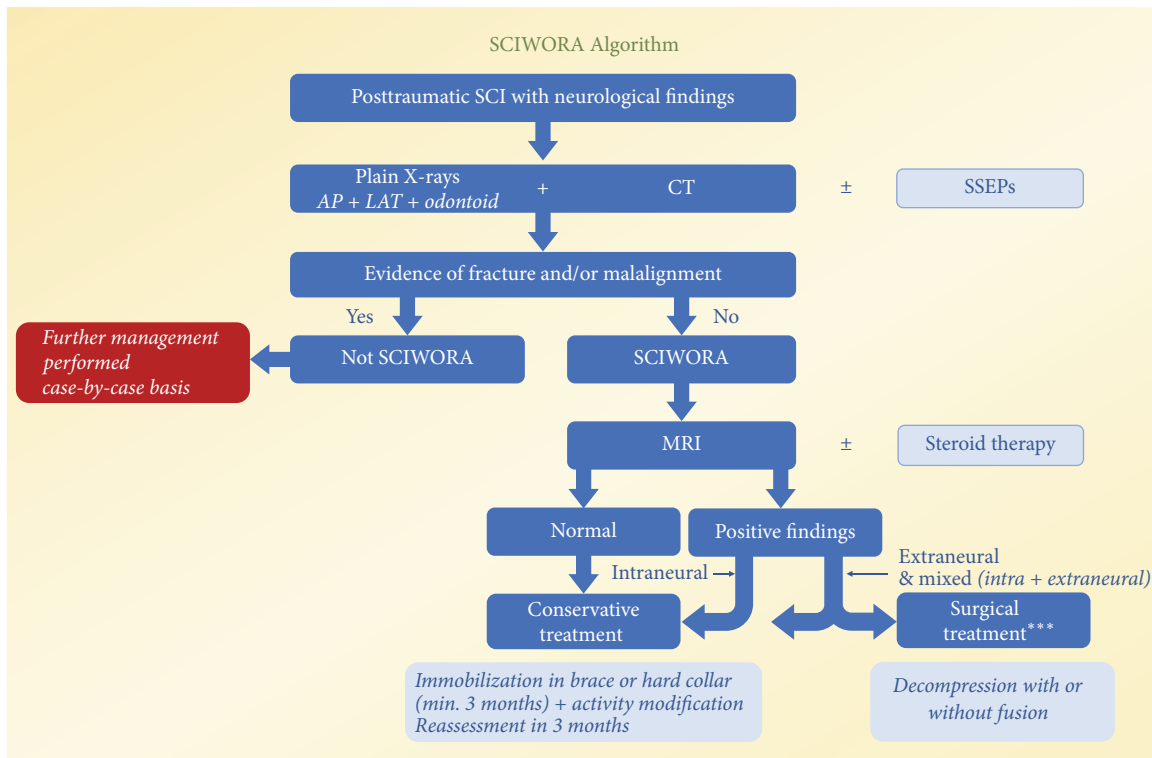 SCIWORA Algorithm
Posttraumatic SCI with neurological findings
Plain X-rays
AP + LAT + odontoid
+
CT
±
SSEPs
Evidence of fracture and/or malalignment
Yes
No
Further management
performed
case-by-case basis
Not SCIWORA
SCIWORA
MRI
±
Steroid therapy
Normal
Positive findings
Intraneural
Extraneural
& mixed (intra + extraneural)
Conservative
treatment
Surgical
treatment***
Immobilization in brace or hard collar
(min. 3 months) + activity modification
Reassessment in 3 months
Decompression with or
without fusion